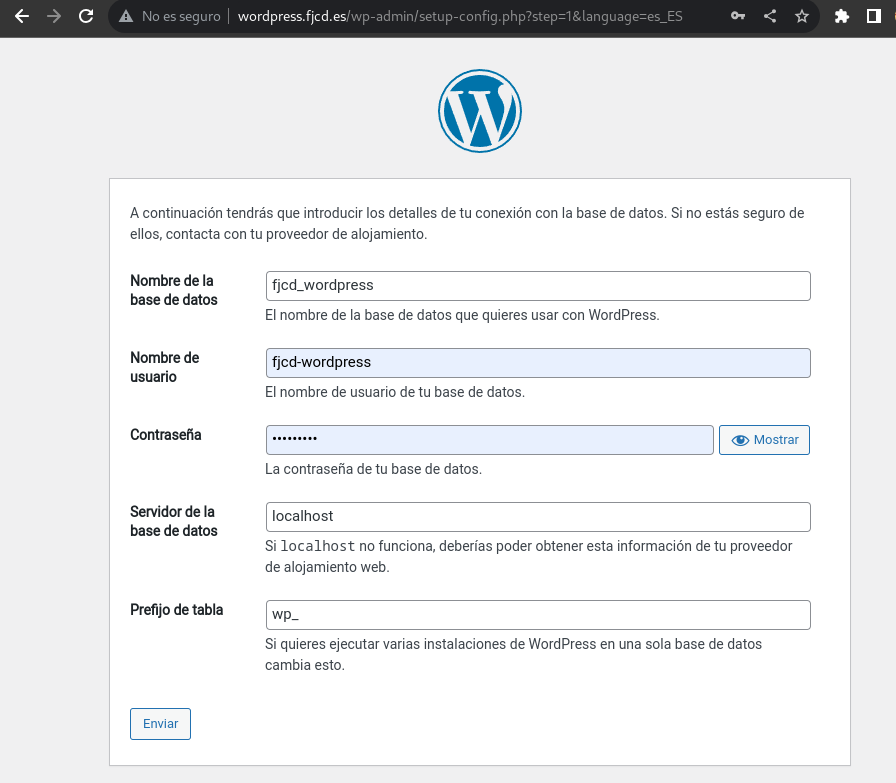 No es seguro wordpress.fjcd.es/wp-admin/setup-config.php?step=1&language=es_ES
A continuación tendrás que introducir los detalles de tu conexión con la base de datos. Si no estás seguro de
ellos, contacta con tu proveedor de alojamiento.
Nombre de la
base de datos
fjcd_wordpress
El nombre de la base de datos que quieres usar con WordPress.
Nombre de
usuario
fjcd-wordpress
El nombre de usuario de tu base de datos.
Contraseña
•••••••••
Mostrar
La contraseña de tu base de datos.
Servidor de la
base de datos
localhost
Si localhost no funciona, deberías poder obtener esta información de tu proveedor
de alojamiento web.
Prefijo de tabla
wp_
Si quieres ejecutar varias instalaciones de WordPress en una sola base de datos
cambia esto.
Enviar